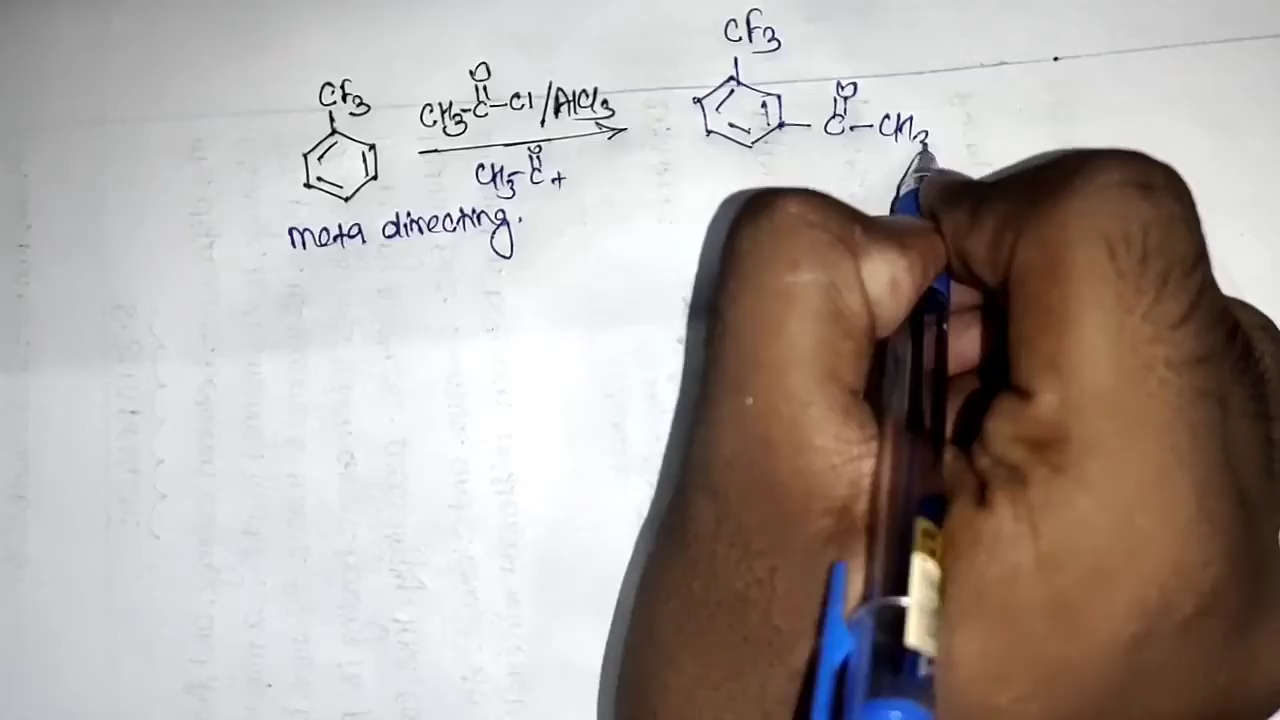 CF3
CF3
O
CH3-C-Cl/AlCl3
O
C-CH3
O
CH3-C+
meta directing.